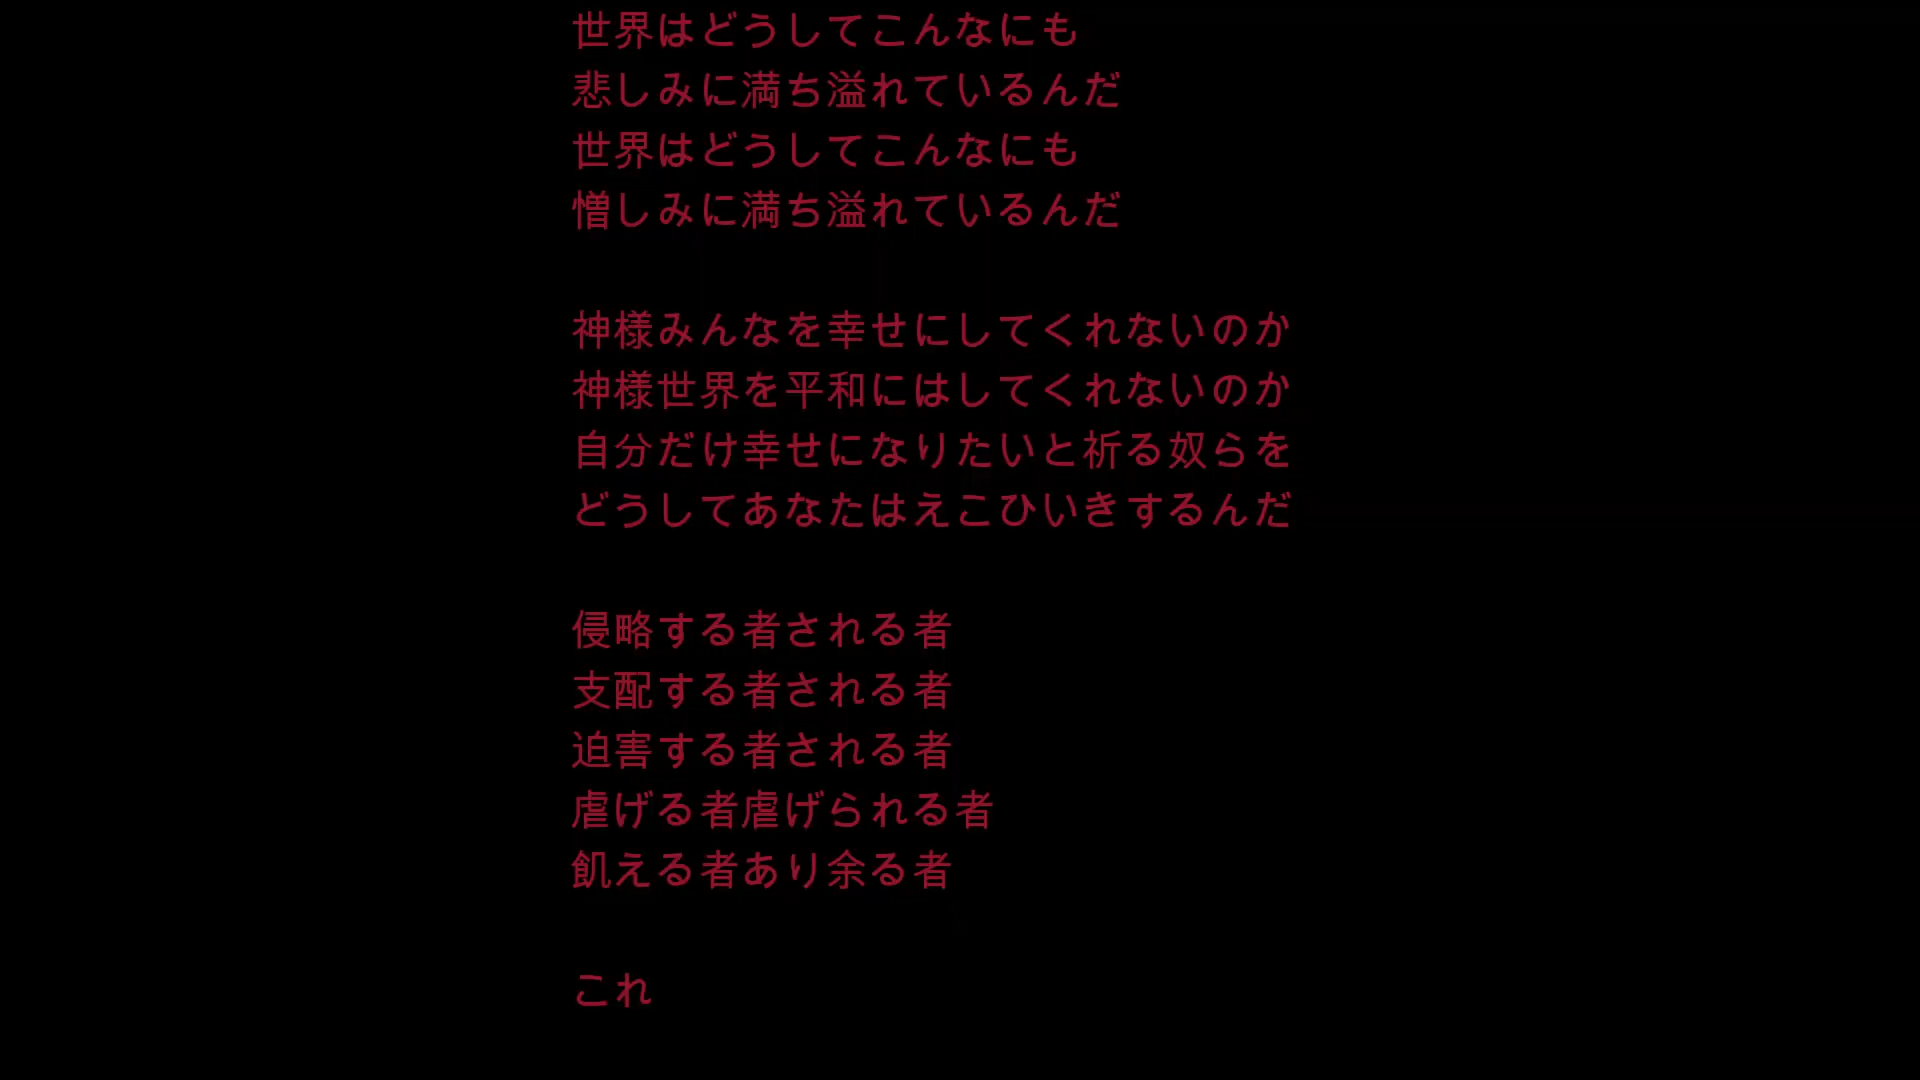 世界はどうしてこんなにも
悲しみに満ち溢れているんだ
世界はどうしてこんなにも
憎しみに満ち溢れているんだ
神様みんなを幸せにしてくれないのか
神様世界を平和にはしてくれないのか
自分だけ幸せになりたいと祈る奴らを
どうしてあなたはえこひいきするんだ
侵略する者される者
支配する者される者
迫害する者される者
虐げる者虐げられる者
飢える者あり余る者
これ